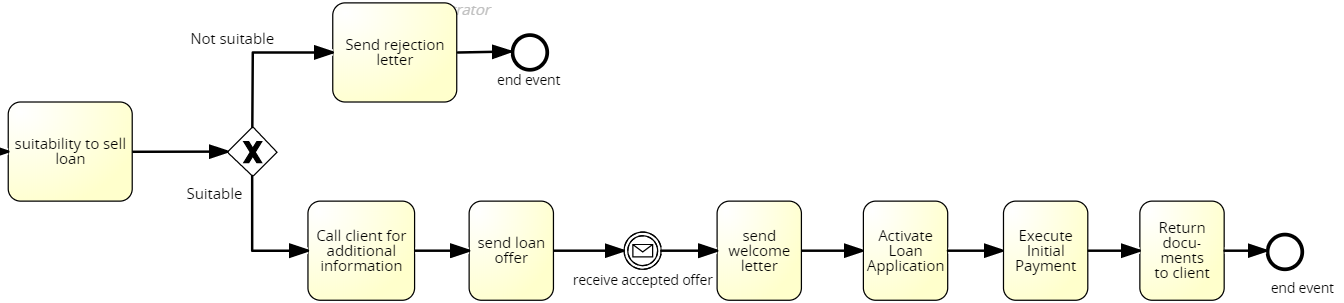 Not suitable
Send rejection
letter
end event
suitability to sell
loan
X
Suitable
Call client for
additional
information
send loan
offer
receive accepted offer
send
welcome
letter
Activate
Loan
Application
Execute
Initial
Payment
Return
docu-
ments
to client
end event